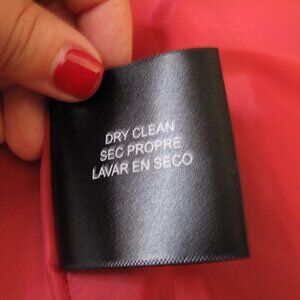 DRY CLEAN
SEC PROPRE
LAVAR EN SECO